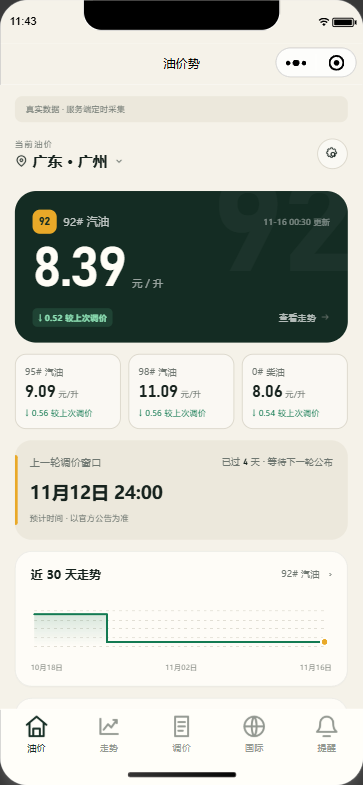 11:43
油价势
真实数据 · 服务端定时采集
当前油价
广东 • 广州
92
92
92# 汽油
11-16 00:30 更新
8.39 元 / 升
↓ 0.52 较上次调价
查看走势 →
95# 汽油
9.09 元/升
↓ 0.56 较上次调价
98# 汽油
11.09 元/升
↓ 0.56 较上次调价
0# 柴油
8.06 元/升
↓ 0.54 较上次调价
上一轮调价窗口
已过 4 天 · 等待下一轮公布
11月12日 24:00
预计时间 · 以官方公告为准
近 30 天走势
92# 汽油 ›
10月18日
11月02日
11月16日
油价
走势
调价
国际
提醒